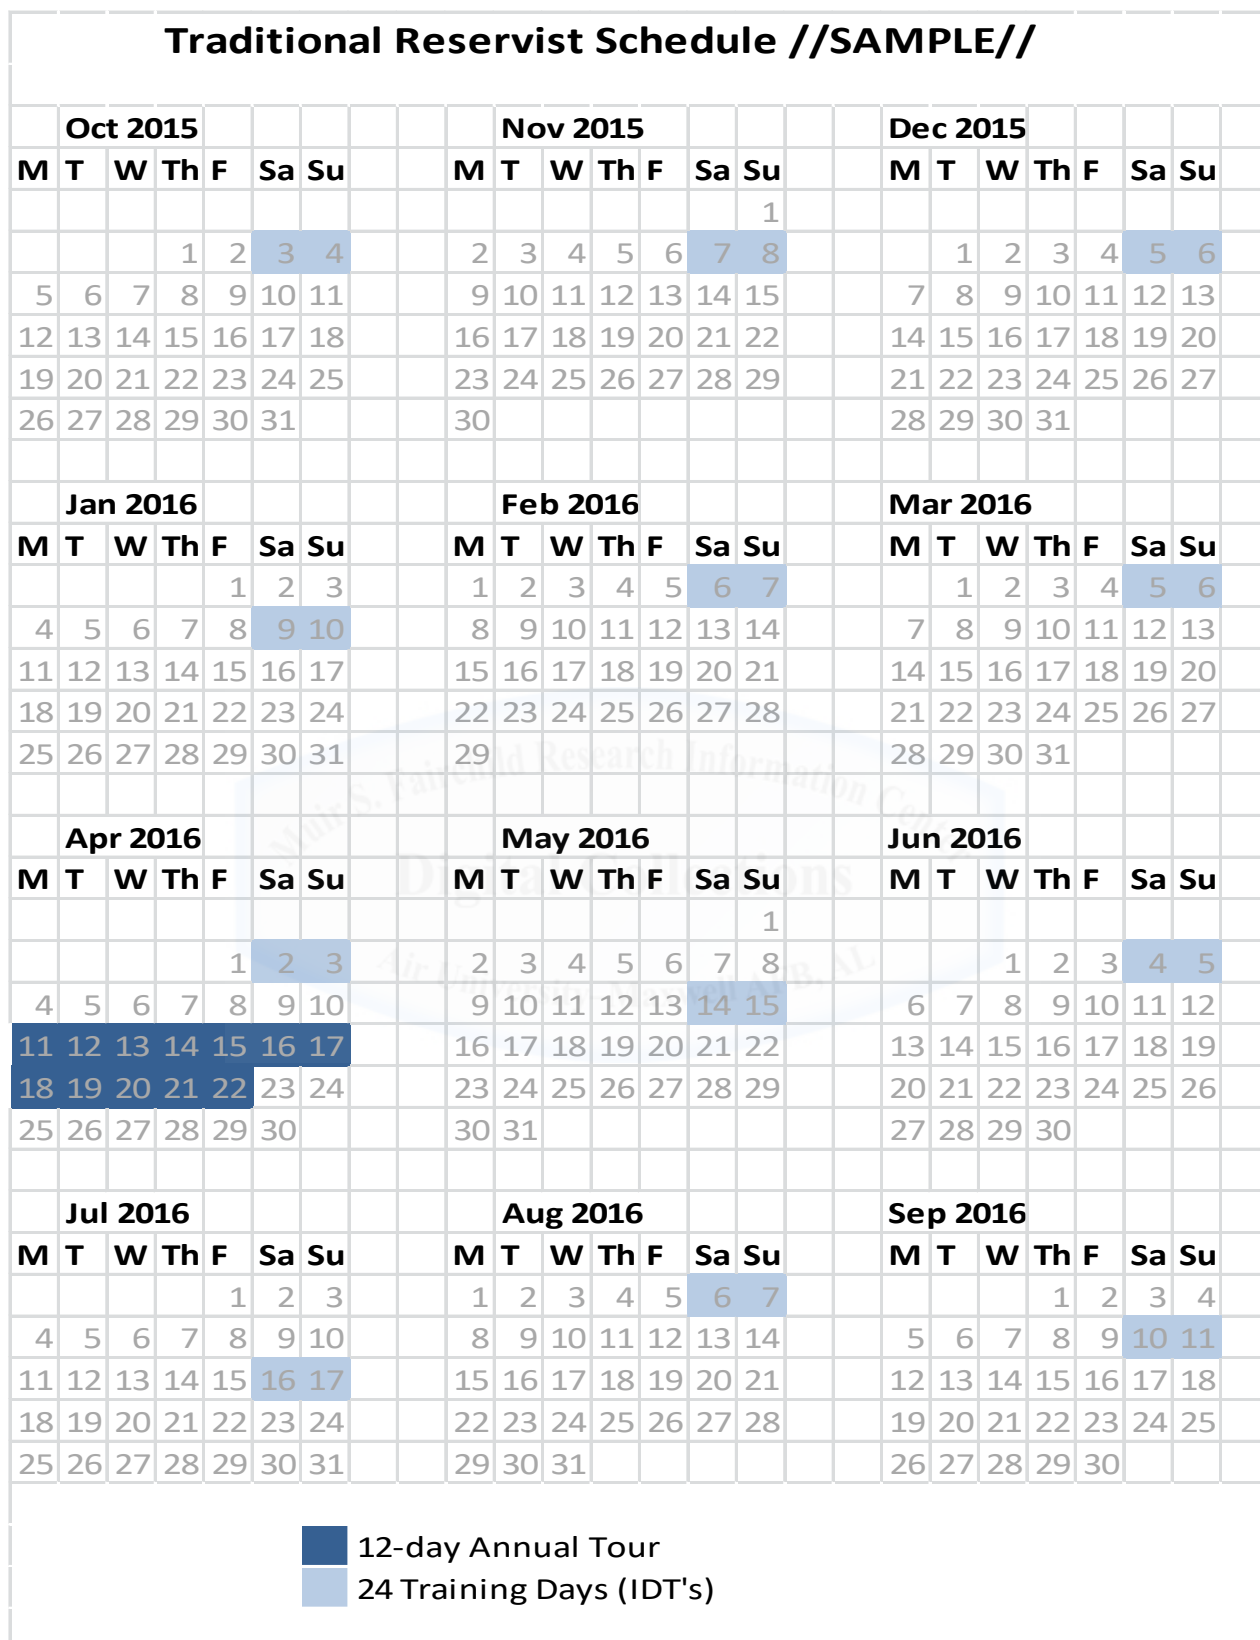 Traditional Reservist Schedule //SAMPLE//
Oct 2015 Nov 2015 Dec 2015
M T W Th F Sa Su M T W Th F Sa Su M T W Th F Sa Su
1
1 2 3 4 2 3 4 5 6 7 8 1 2 3 4 5 6
5 6 7 8 9 10 11 9 10 11 12 13 14 15 7 8 9 10 11 12 13
12 13 14 15 16 17 18 16 17 18 19 20 21 22 14 15 16 17 18 19 20
19 20 21 22 23 24 25 23 24 25 26 27 28 29 21 22 23 24 25 26 27
26 27 28 29 30 31 30 28 29 30 31
Jan 2016 Feb 2016 Mar 2016
M T W Th F Sa Su M T W Th F Sa Su M T W Th F Sa Su
1 2 3 1 2 3 4 5 6 7 1 2 3 4 5 6
4 5 6 7 8 9 10 8 9 10 11 12 13 14 7 8 9 10 11 12 13
11 12 13 14 15 16 17 15 16 17 18 19 20 21 14 15 16 17 18 19 20
18 19 20 21 22 23 24 22 23 24 25 26 27 28 21 22 23 24 25 26 27
25 26 27 28 29 30 31 29 28 29 30 31
Muir S. Fairchild Research Information Center
Apr 2016 May 2016 Jun 2016
Digital Collections
M T W Th F Sa Su M T W Th F Sa Su M T W Th F Sa Su
1
1 2 3 2 3 4 5 6 7 8 1 2 3 4 5
Air University-Maxwell AFB, AL
4 5 6 7 8 9 10 9 10 11 12 13 14 15 6 7 8 9 10 11 12
11 12 13 14 15 16 17 16 17 18 19 20 21 22 13 14 15 16 17 18 19
18 19 20 21 22 23 24 23 24 25 26 27 28 29 20 21 22 23 24 25 26
25 26 27 28 29 30 30 31 27 28 29 30
Jul 2016 Aug 2016 Sep 2016
M T W Th F Sa Su M T W Th F Sa Su M T W Th F Sa Su
1 2 3 1 2 3 4 5 6 7 1 2 3 4
4 5 6 7 8 9 10 8 9 10 11 12 13 14 5 6 7 8 9 10 11
11 12 13 14 15 16 17 15 16 17 18 19 20 21 12 13 14 15 16 17 18
18 19 20 21 22 23 24 22 23 24 25 26 27 28 19 20 21 22 23 24 25
25 26 27 28 29 30 31 29 30 31 26 27 28 29 30
12-day Annual Tour
24 Training Days (IDT's)